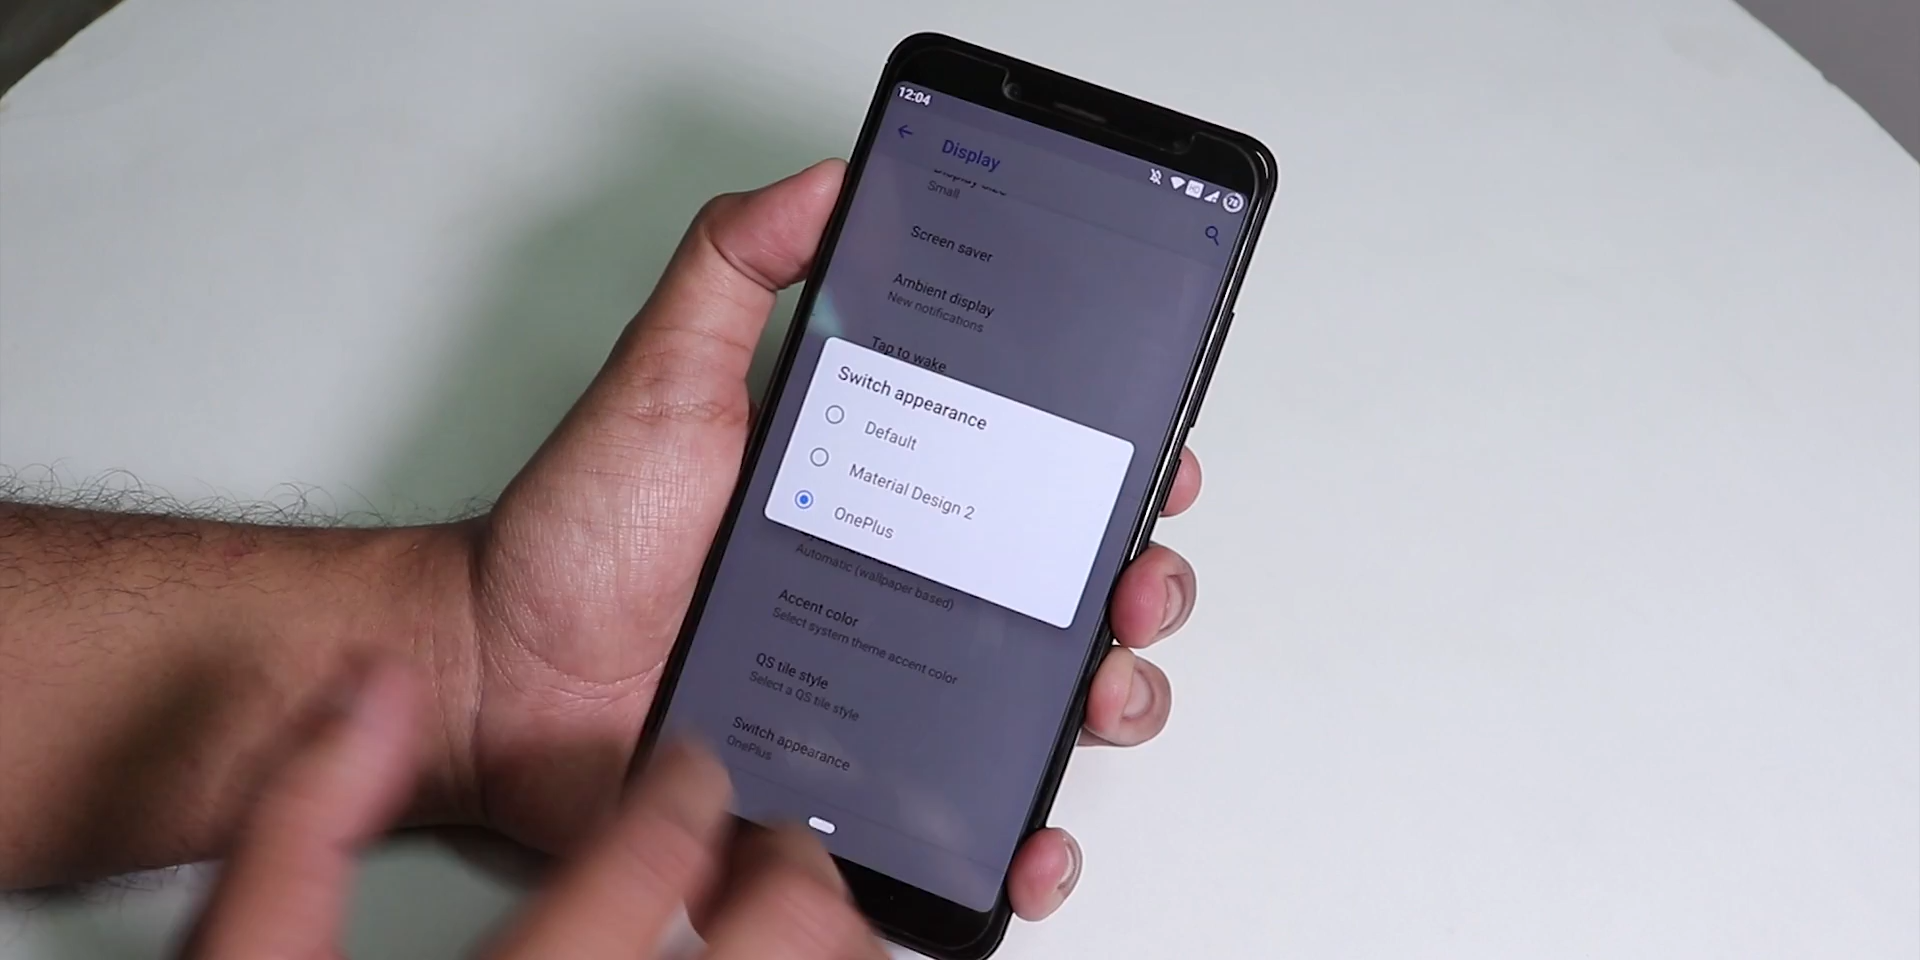 12:04
Display
HD
78
Small
Screen saver
Ambient display
New notifications
Tap to wake
Switch appearance
Default
Material Design 2
OnePlus
Automatic (wallpaper based)
Accent color
Select system theme accent color
QS tile style
Select a QS tile style
Switch appearance
OnePlus